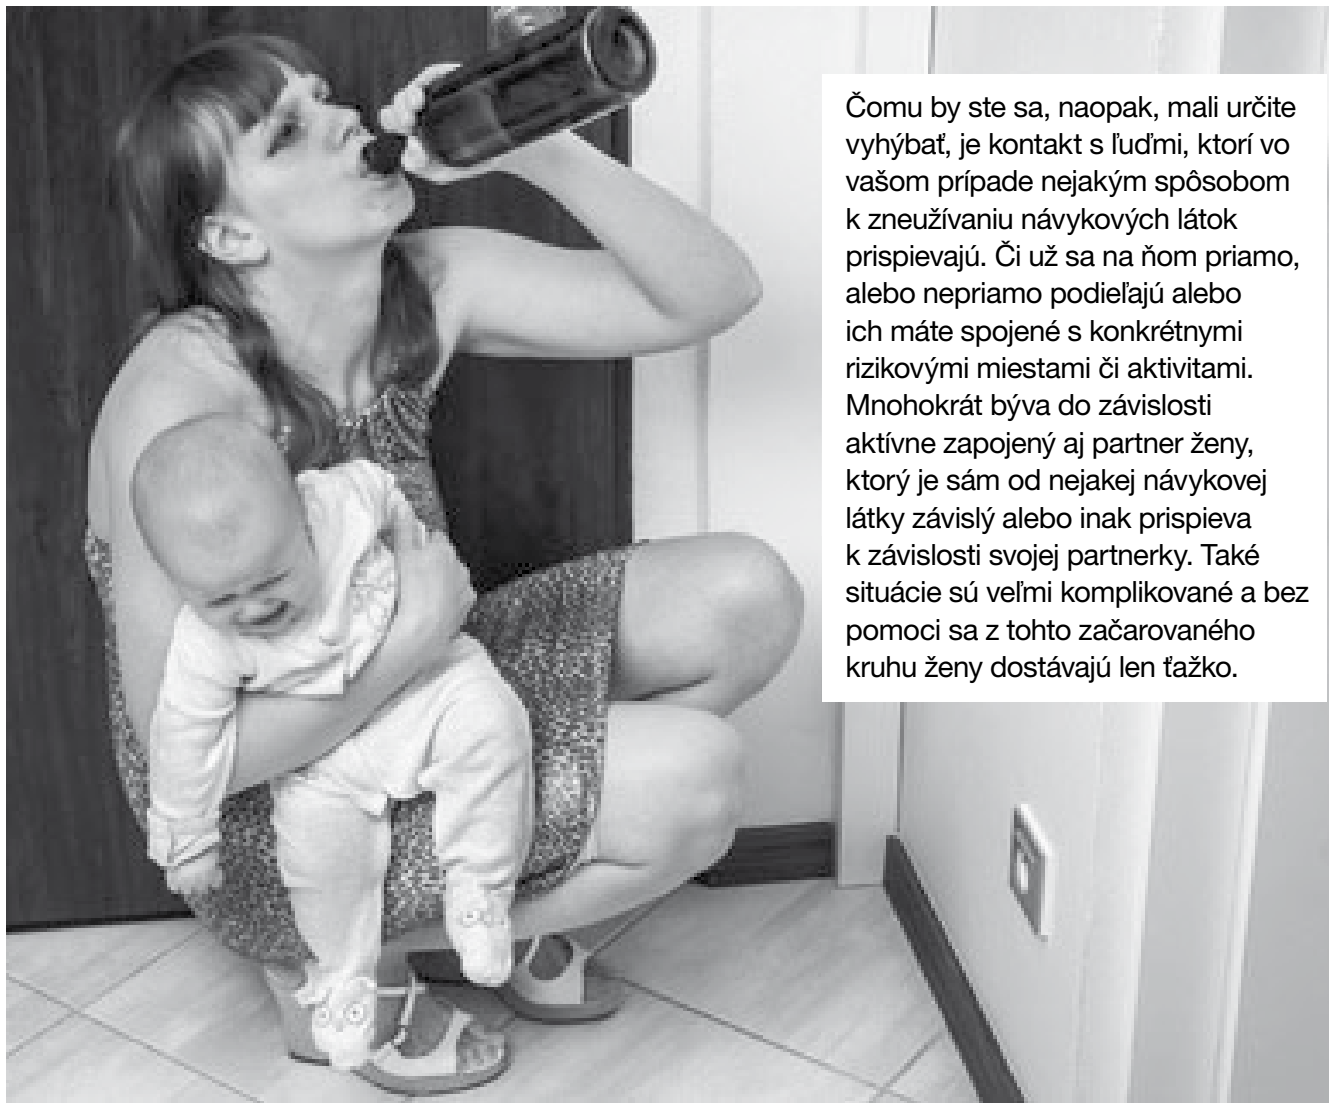 Čomu by ste sa, naopak, mali určite
vyhýbať, je kontakt s ľuďmi, ktorí vo
vašom prípade nejakým spôsobom
k zneužívaniu návykových látok
prispievajú. Či už sa na ňom priamo,
alebo nepriamo podieľajú alebo
ich máte spojené s konkrétnymi
rizikovými miestami či aktivitami.
Mnohokrát býva do závislosti
aktívne zapojený aj partner ženy,
ktorý je sám od nejakej návykovej
látky závislý alebo inak prispieva
k závislosti svojej partnerky. Také
situácie sú veľmi komplikované a bez
pomoci sa z tohto začarovaného
kruhu ženy dostávajú len ťažko.